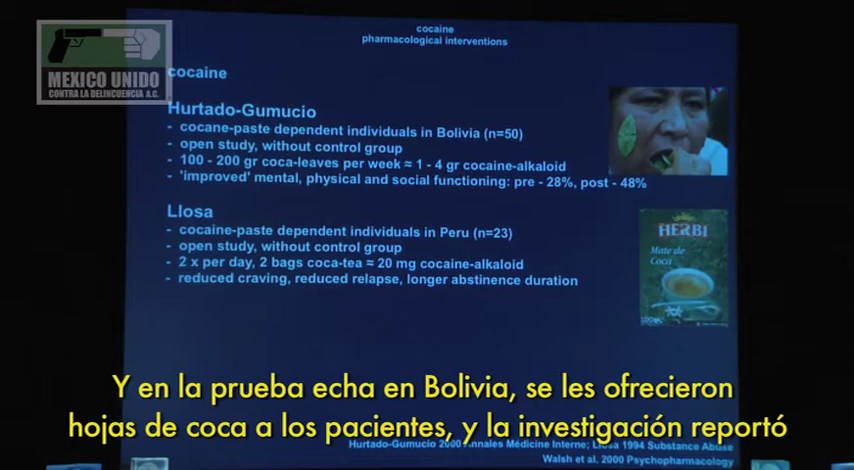 MEXICO UNIDO
CONTRA LA DELINCUENCIA A.C.
cocaine
pharmacological interventions
cocaine
Hurtado-Gumucio
- cocane-paste dependent individuals in Bolivia (n=50)
- open study, without control group
- 100 - 200 gr coca-leaves per week ≈ 1 - 4 gr cocaine-alkaloid
- 'improved' mental, physical and social functioning: pre - 28%, post - 48%
Llosa
- cocaine-paste dependent individuals in Peru (n=23)
- open study, without control group
- 2 x per day, 2 bags coca-tea ≈ 20 mg cocaine-alkaloid
- reduced craving, reduced relapse, longer abstinence duration
HERBI
Mate de
Coca
Y en la prueba echa en Bolivia, se les ofrecieron
hojas de coca a los pacientes, y la investigación reportó
Hurtado-Gumucio 2000 Annales Médicine Interne; Llosa 1994 Substance Abuse
Walsh et al. 2000 Psychopharmacology